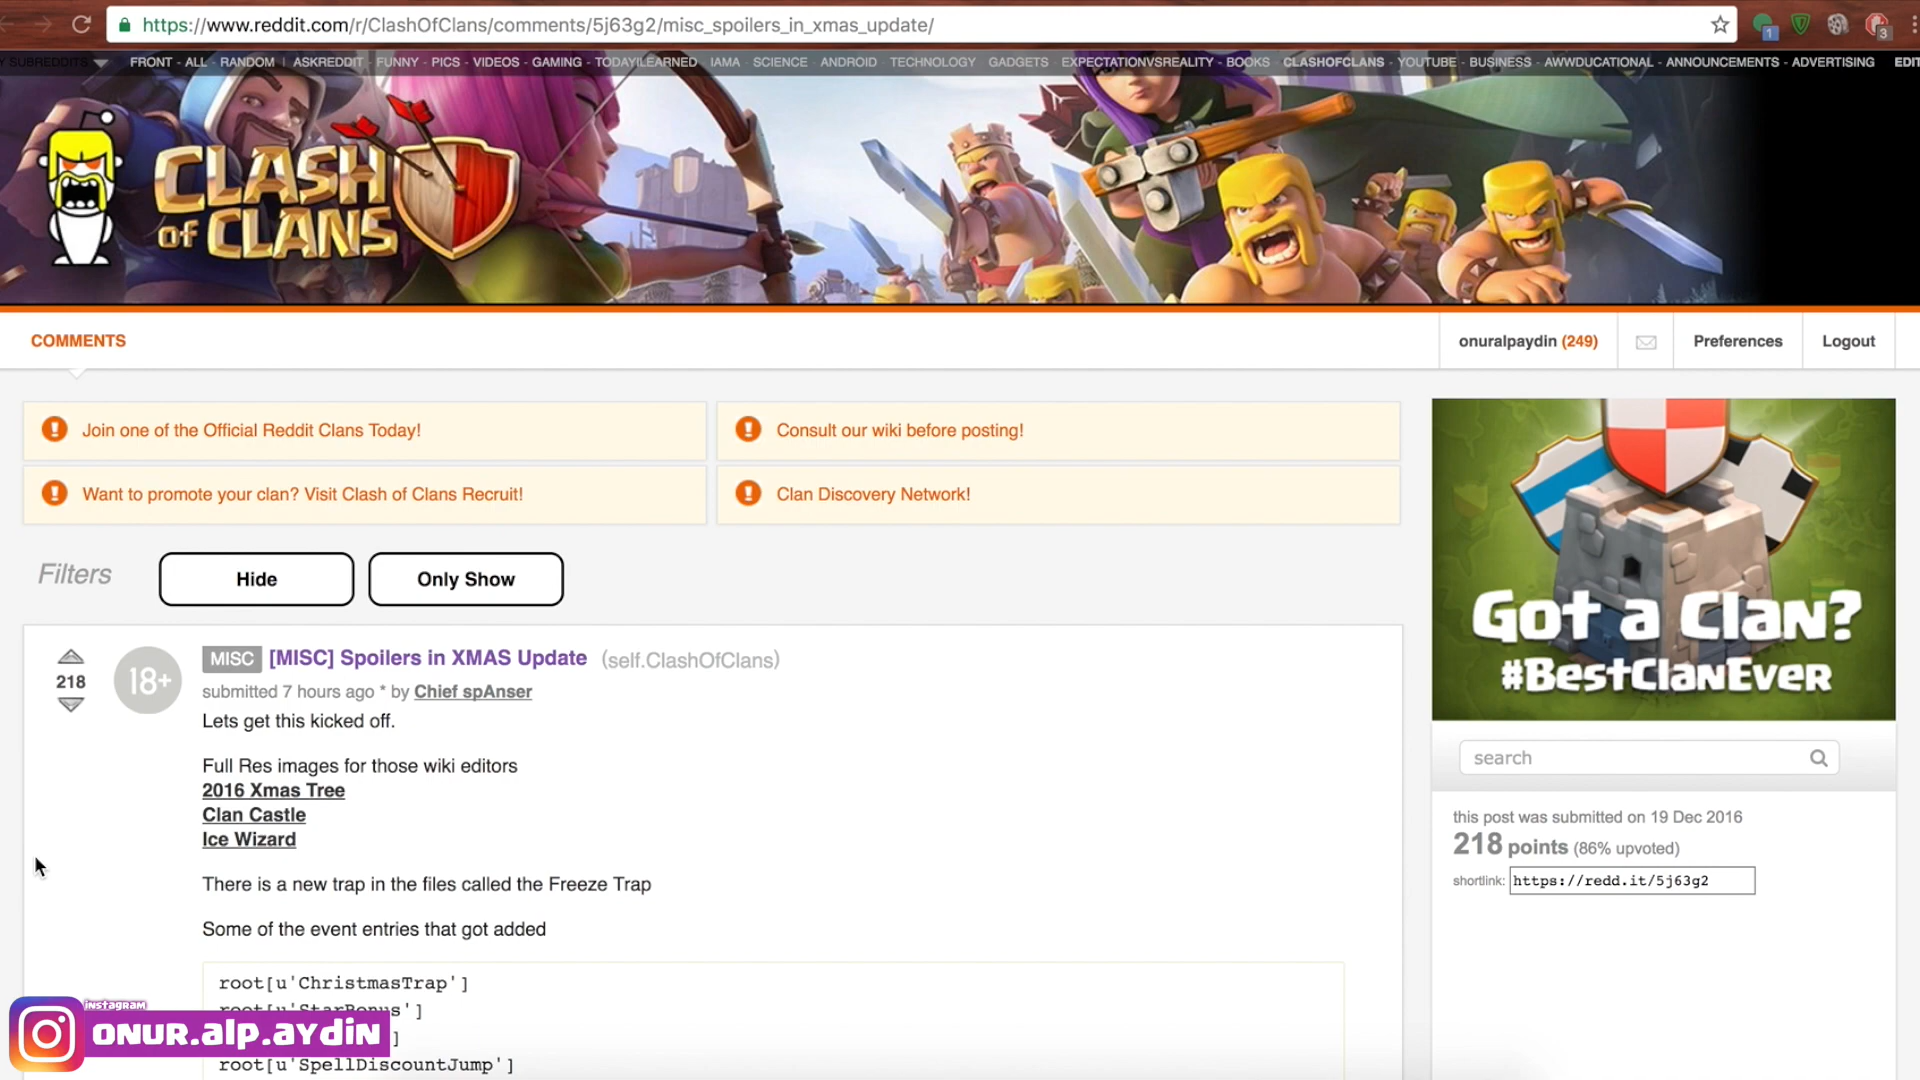 https://www.reddit.com/r/ClashOfClans/comments/5j63g2/misc_spoilers_in_xmas_update/
1
3
SUBREDDITS FRONT - ALL - RANDOM | ASKREDDIT - FUNNY - PICS - VIDEOS - GAMING - TODAYILEARNED - IAMA - SCIENCE - ANDROID - TECHNOLOGY - GADGETS - EXPECTATIONVSREALITY - BOOKS - CLASHOFCLANS - YOUTUBE - BUSINESS - AWWDUCATIONAL - ANNOUNCEMENTS - ADVERTISING EDIT
CLASH
OF CLANS
COMMENTS
onuralpaydin (249)
Preferences
Logout
Join one of the Official Reddit Clans Today!
Consult our wiki before posting!
Want to promote your clan? Visit Clash of Clans Recruit!
Clan Discovery Network!
Filters
Hide
Only Show
218
18+
MISC [MISC] Spoilers in XMAS Update (self.ClashOfClans)
submitted 7 hours ago * by Chief spAnser
Lets get this kicked off.
Full Res images for those wiki editors
2016 Xmas Tree
Clan Castle
Ice Wizard
There is a new trap in the files called the Freeze Trap
Some of the event entries that got added
root[u'ChristmasTrap']
root[u'StarBonus']
]
root[u'SpellDiscountJump']
instagram
onur.alp.aydin
Got a Clan?
#BestClanEver
search
this post was submitted on 19 Dec 2016
218 points (86% upvoted)
shortlink: https://redd.it/5j63g2